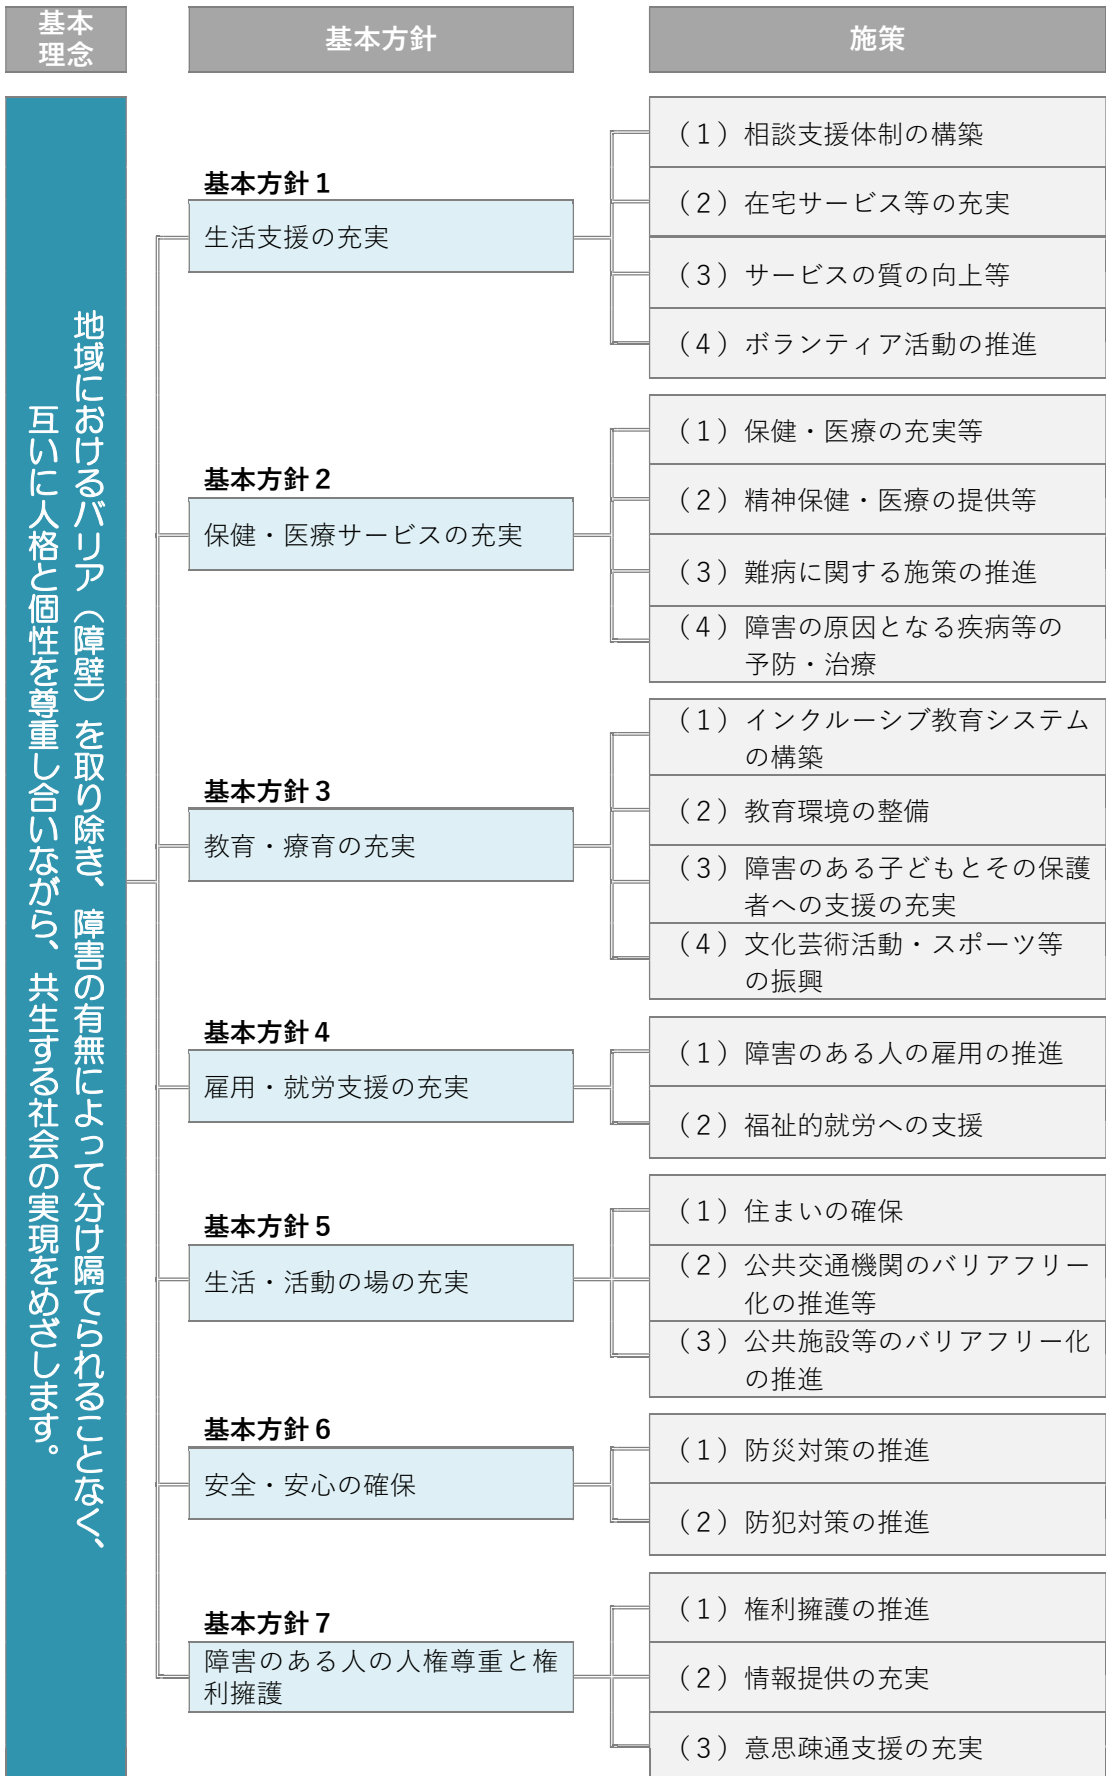 基本
理念
基本方針
施策
地域におけるバリア（障壁）を取り除き、障害の有無によって分け隔てられることなく、
互いに人格と個性を尊重し合いながら、共生する社会の実現をめざします。
基本方針１
生活支援の充実
（１）相談支援体制の構築
（２）在宅サービス等の充実
（３）サービスの質の向上等
（４）ボランティア活動の推進
基本方針２
保健・医療サービスの充実
（１）保健・医療の充実等
（２）精神保健・医療の提供等
（３）難病に関する施策の推進
（４）障害の原因となる疾病等の
予防・治療
基本方針３
教育・療育の充実
（１）インクルーシブ教育システム
の構築
（２）教育環境の整備
（３）障害のある子どもとその保護
者への支援の充実
（４）文化芸術活動・スポーツ等
の振興
基本方針４
雇用・就労支援の充実
（１）障害のある人の雇用の推進
（２）福祉的就労への支援
基本方針５
生活・活動の場の充実
（１）住まいの確保
（２）公共交通機関のバリアフリー
化の推進等
（３）公共施設等のバリアフリー化
の推進
基本方針６
安全・安心の確保
（１）防災対策の推進
（２）防犯対策の推進
基本方針７
障害のある人の人権尊重と権
利擁護
（１）権利擁護の推進
（２）情報提供の充実
（３）意思疎通支援の充実